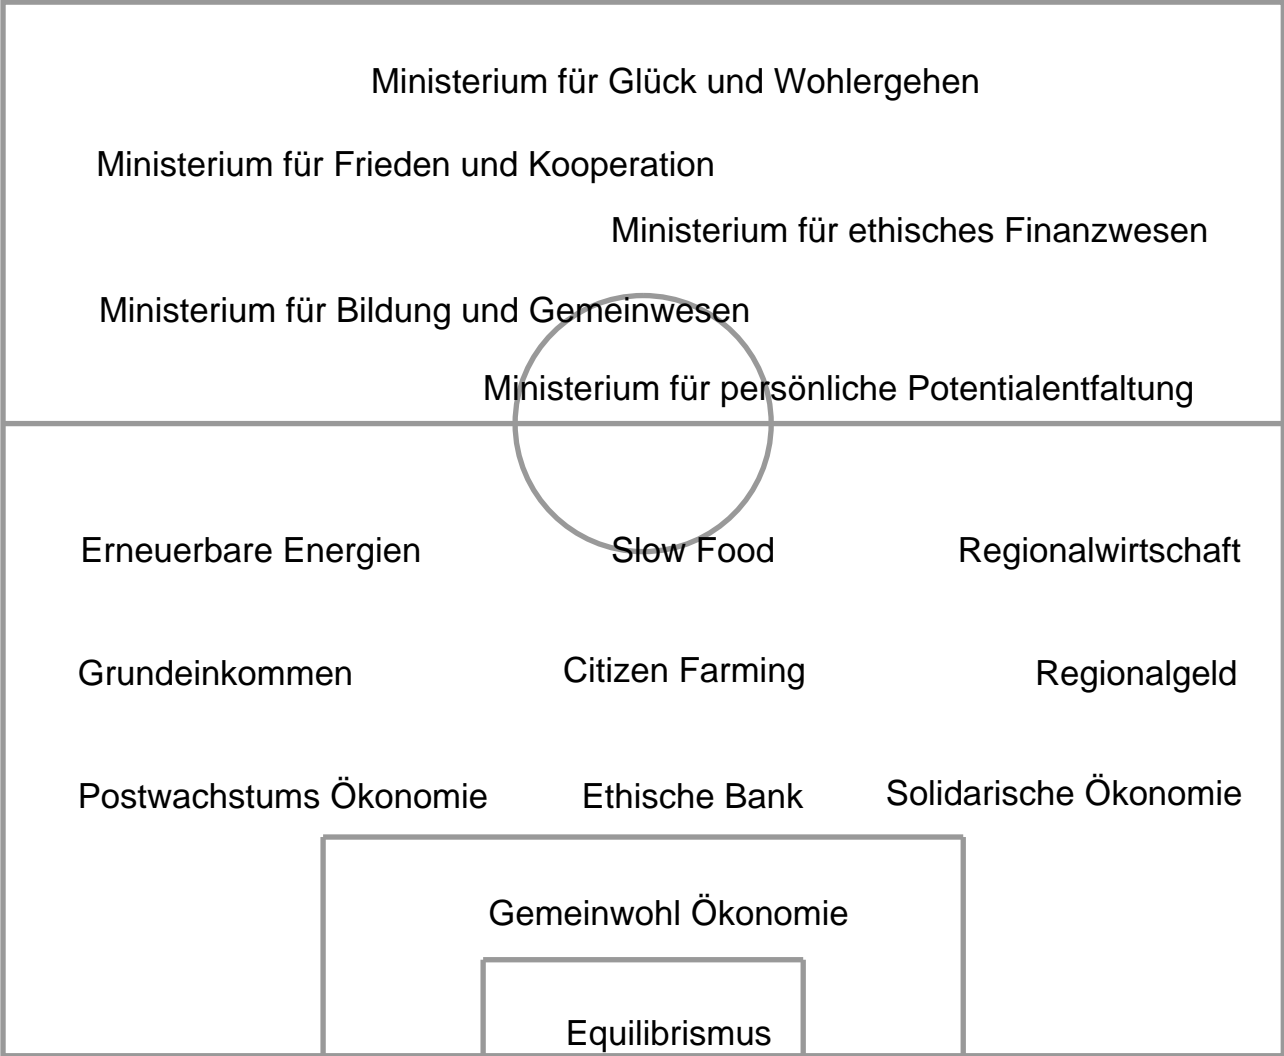 Ministerium für Glück und Wohlergehen
Ministerium für Frieden und Kooperation
Ministerium für ethisches Finanzwesen
Ministerium für Bildung und Gemeinwesen
Ministerium für persönliche Potentialentfaltung
Erneuerbare Energien
Slow Food
Regionalwirtschaft
Grundeinkommen
Citizen Farming
Regionalgeld
Postwachstums Ökonomie
Ethische Bank
Solidarische Ökonomie
Gemeinwohl Ökonomie
Equilibrismus